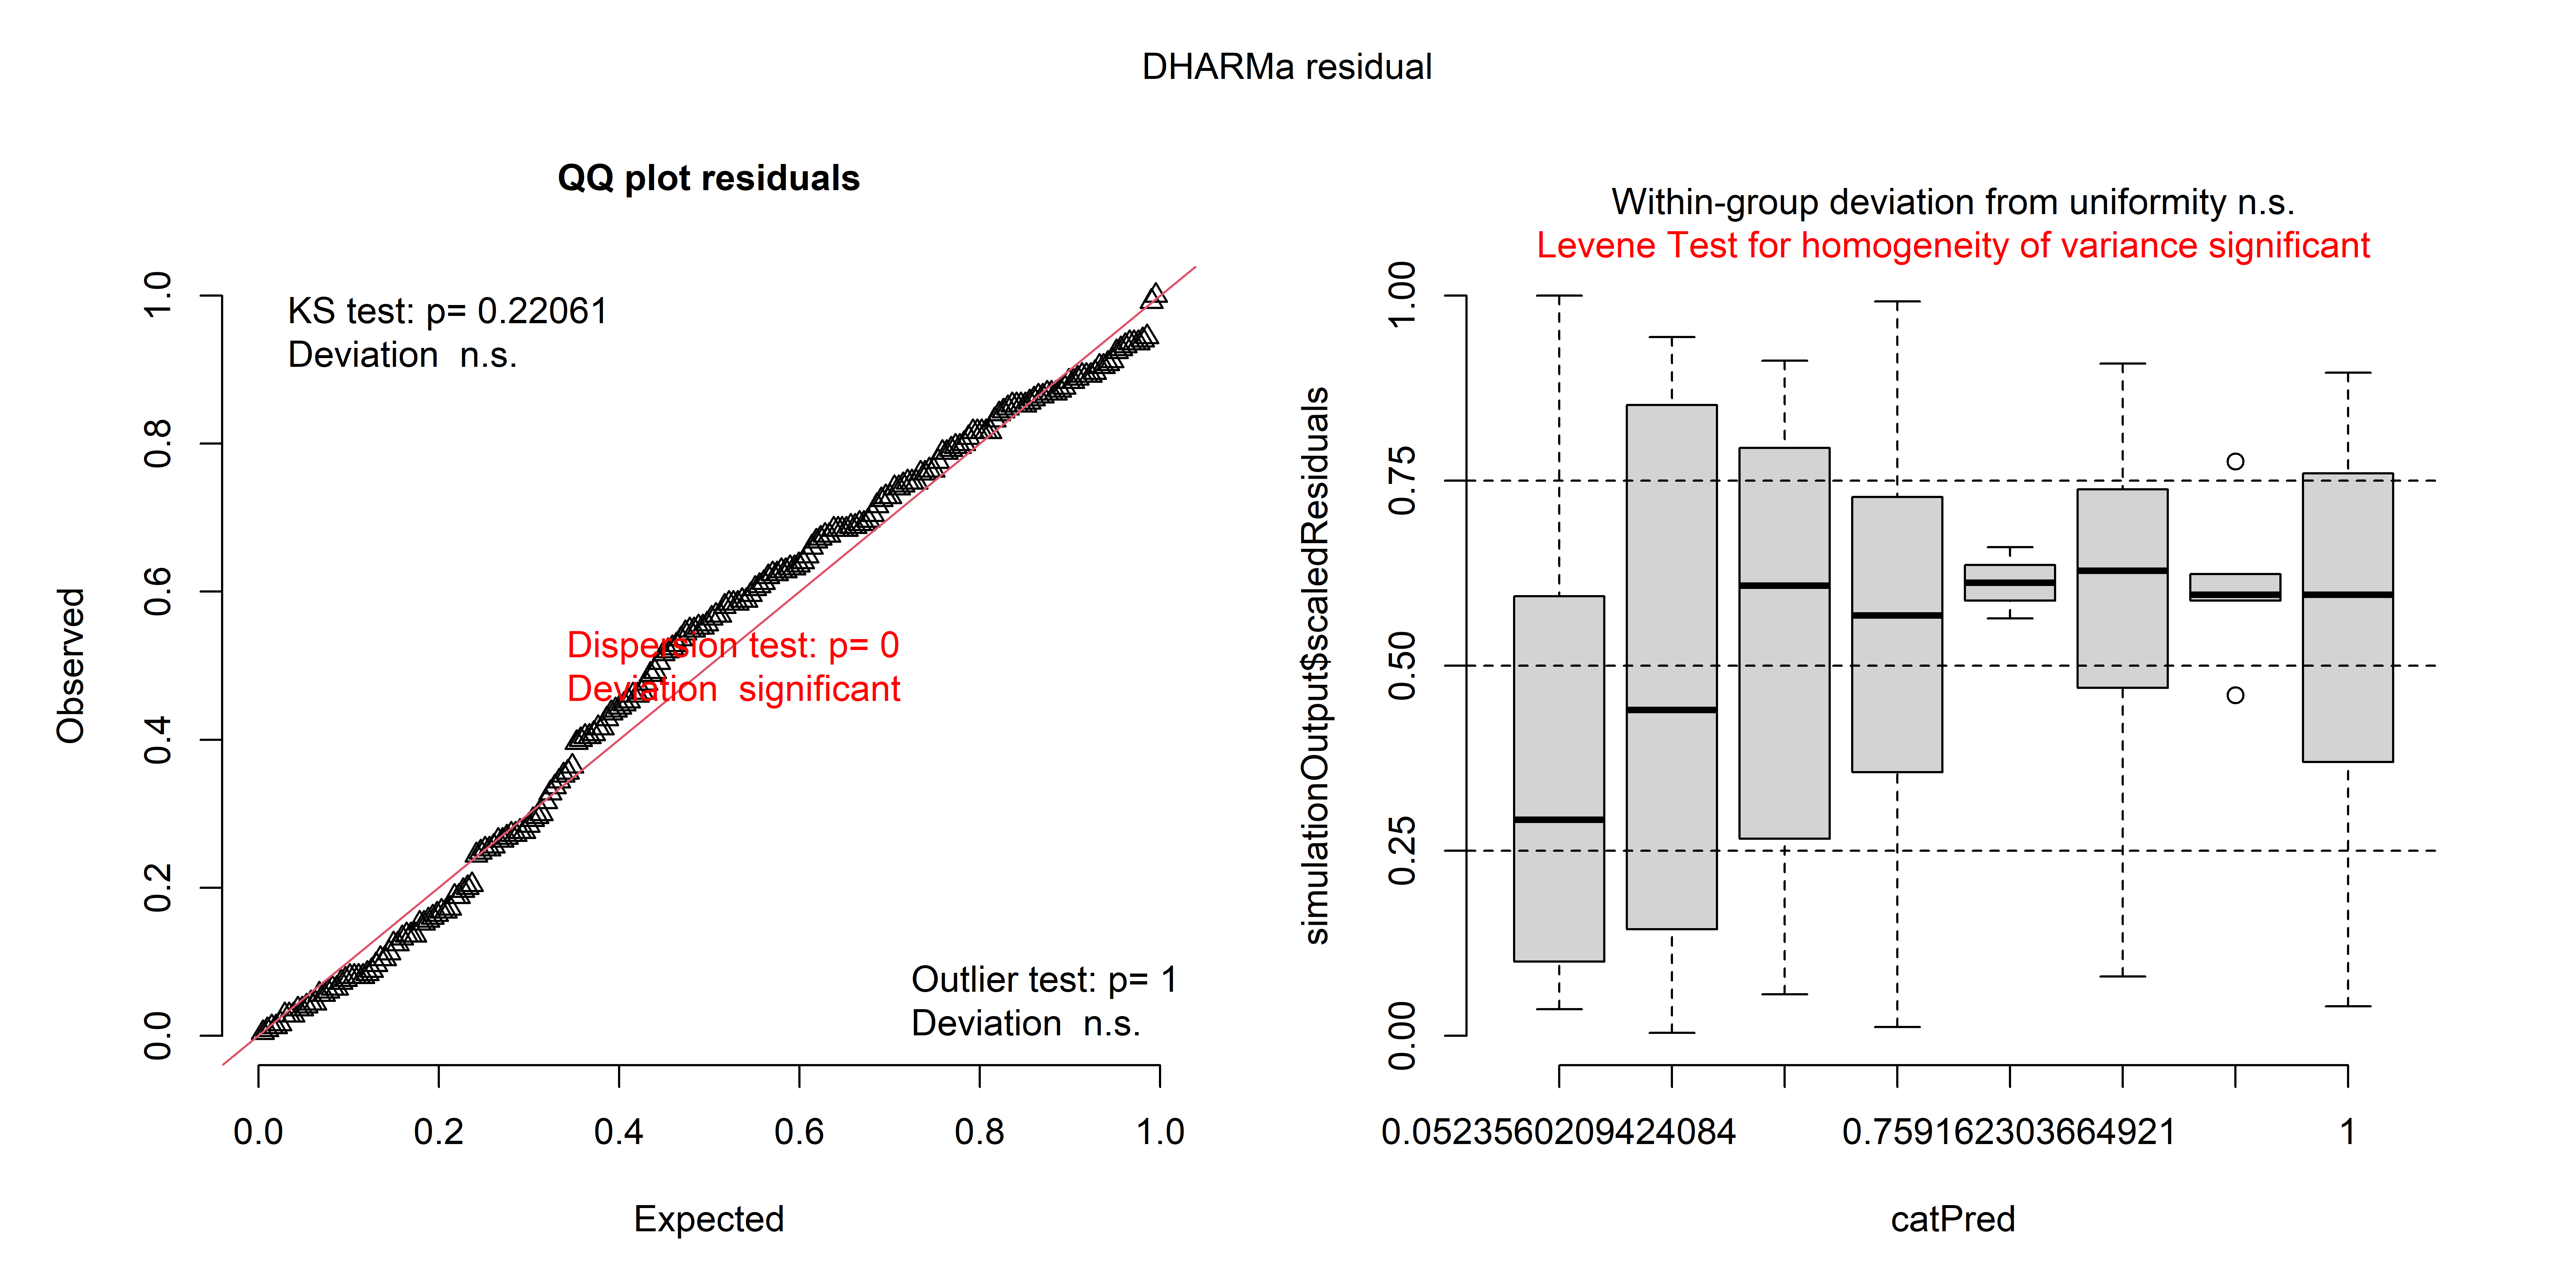 DHARMa residual
QQ plot residuals
KS test: p= 0.22061
Deviation  n.s.
Dispersion test: p= 0
Deviation  significant
Outlier test: p= 1
Deviation  n.s.
Observed
0.0
0.2
0.4
0.6
0.8
1.0
0.0
0.2
0.4
0.6
0.8
1.0
Expected
Within-group deviation from uniformity n.s.
Levene Test for homogeneity of variance significant
simulationOutput$scaledResiduals
0.00
0.25
0.50
0.75
1.00
0.0523560209424084
0.759162303664921
1
catPred